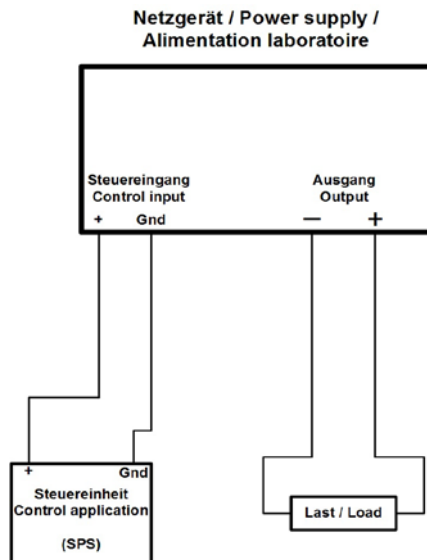 Netzgerät / Power supply /
Alimentation laboratoire
Steuereingang
Control input
+ Gnd
Ausgang
Output
— +
+ Gnd
Steuereinheit
Control application
(SPS)
Last / Load